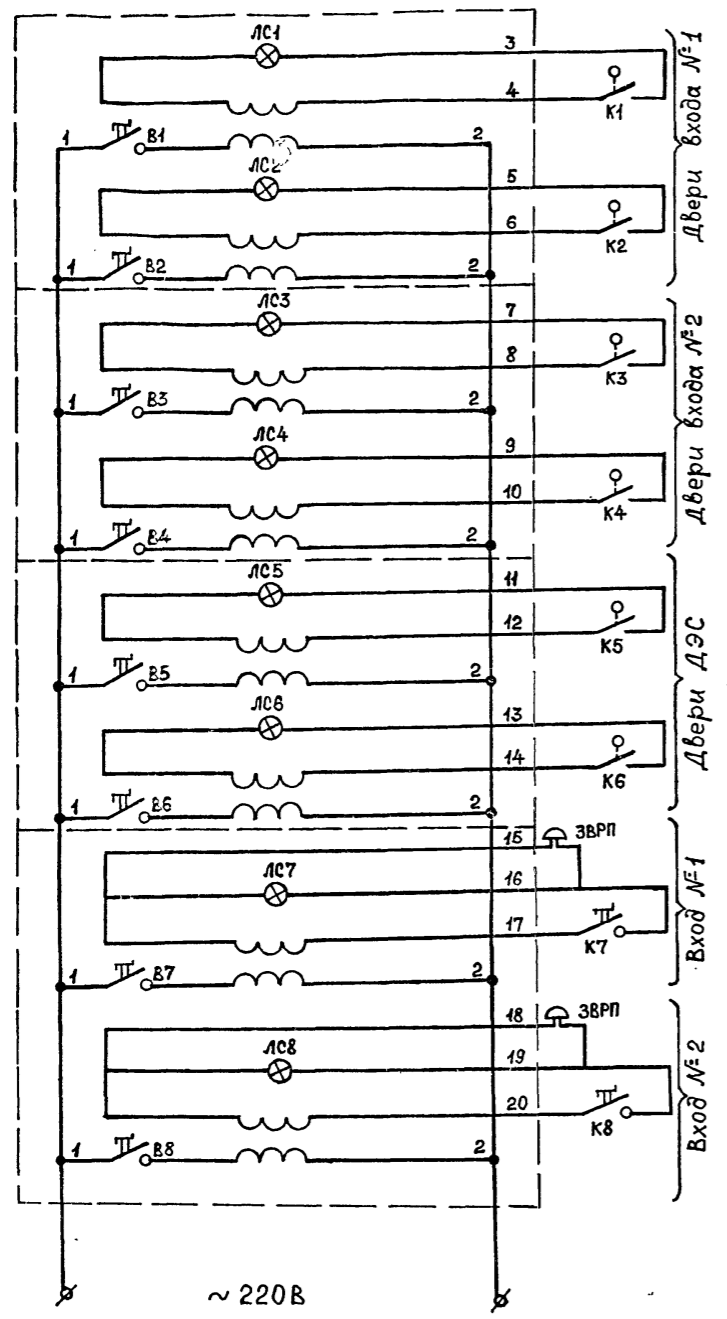 ЛС1
3
4
К1
1
В1
2
ЛС2
5
6
К2
1
В2
2
Двери входа №1
ЛС3
7
8
К3
1
В3
2
ЛС4
9
10
К4
1
В4
2
Двери входа №2
ЛС5
11
12
К5
1
В5
2
ЛС6
13
14
К6
1
В6
2
Двери ДЭС
15
ЗВРП
ЛС7
16
17
К7
1
В7
2
Вход №1
18
ЗВРП
ЛС8
19
20
К8
1
В8
2
Вход №2
~220В